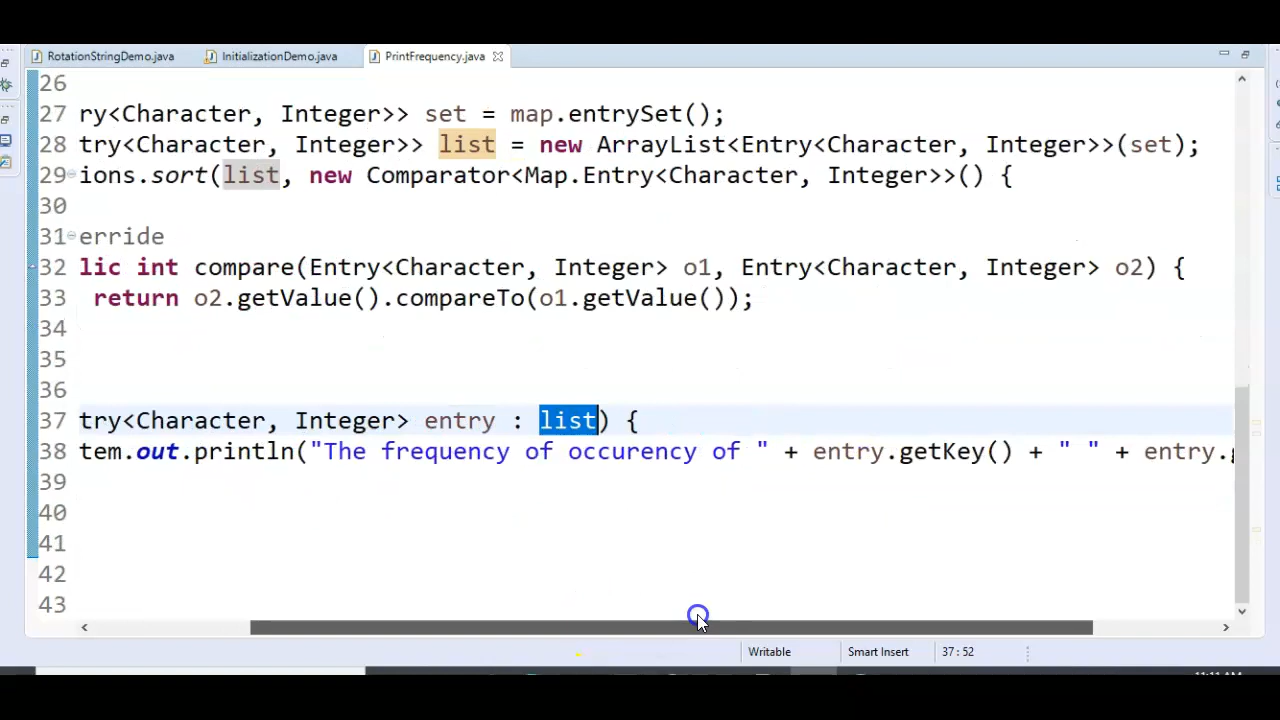 RotationStringDemo.java InitializationDemo.java PrintFrequency.java
26
27 ry<Character, Integer>> set = map.entrySet();
28 try<Character, Integer>> list = new ArrayList<Entry<Character, Integer>>(set);
29 ions.sort(list, new Comparator<Map.Entry<Character, Integer>>() {
30
31 erride
32 lic int compare(Entry<Character, Integer> o1, Entry<Character, Integer> o2) {
33 return o2.getValue().compareTo(o1.getValue());
34
35
36
37 try<Character, Integer> entry : list) {
38 tem.out.println("The frequency of occurency of " + entry.getKey() + " " + entry.g
39
40
41
42
43
Writable Smart Insert 37 : 52